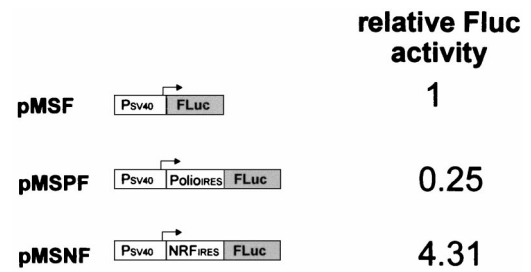 relative Fluc
activity
pMSF PSV40 FLuc 1
pMSPF PSV40 PolioIRES FLuc 0.25
pMSNF PSV40 NRFIRES FLuc 4.31